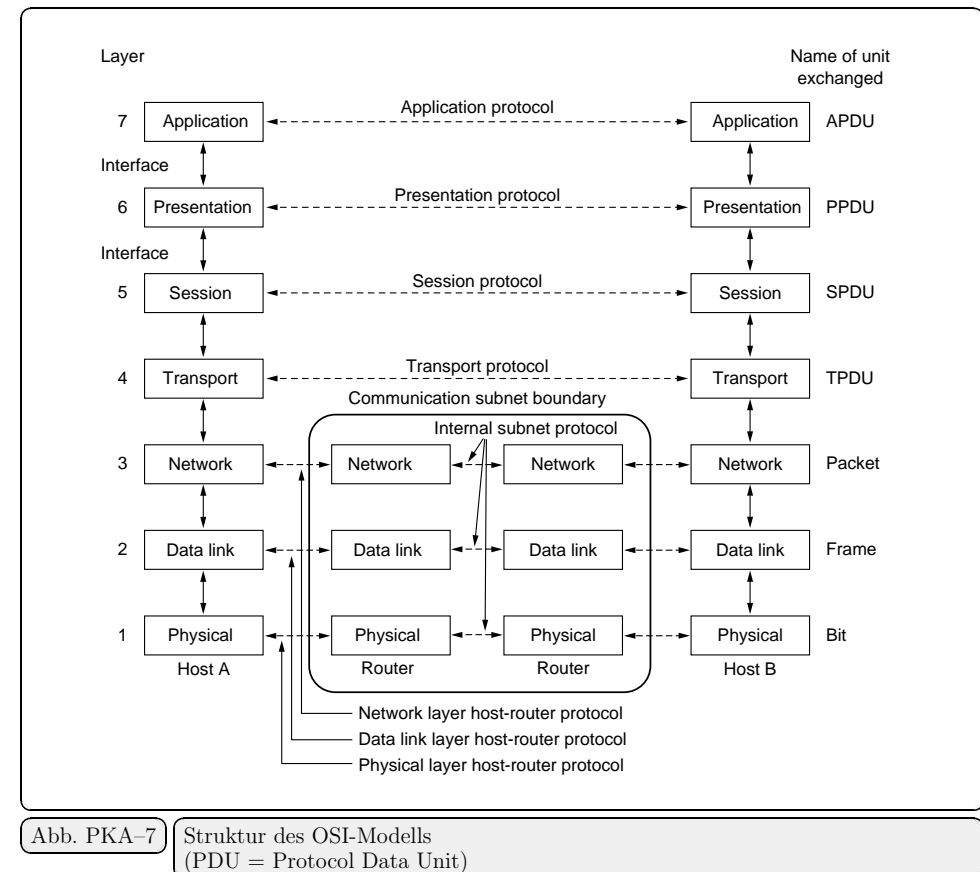 Layer
Name of unit
exchanged
Application protocol
7 Application Application APDU
Interface
Presentation protocol
6 Presentation Presentation PPDU
Interface
Session protocol
5 Session Session SPDU
Transport protocol
4 Transport Transport TPDU
Communication subnet boundary
Internal subnet protocol
3 Network Network Network Network Packet
2 Data link Data link Data link Data link Frame
1 Physical Physical Physical Physical Bit
Host A Router Router Host B
Network layer host-router protocol
Data link layer host-router protocol
Physical layer host-router protocol
Abb. PKA–7 Struktur des OSI-Modells
(PDU = Protocol Data Unit)